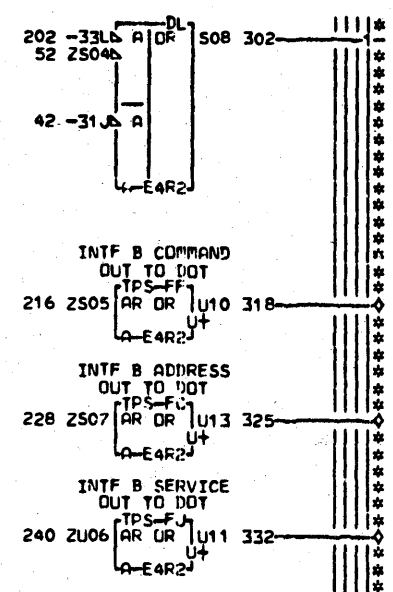 DL
202 -33L A OR S08 302
52 ZS04
42 -31J A
E4R2
INTF B COMMAND
OUT TO DOT
TPS-FF
216 ZS05 AR OR U10 318
U+
A-E4R2
INTF B ADDRESS
OUT TO DOT
TPS-
228 ZS07 AR OR U13 325
U+
A-E4R2
INTF B SERVICE
OUT TO DOT
TPS-FJ
240 ZU06 AR OR U11 332
U+
A-E4R2